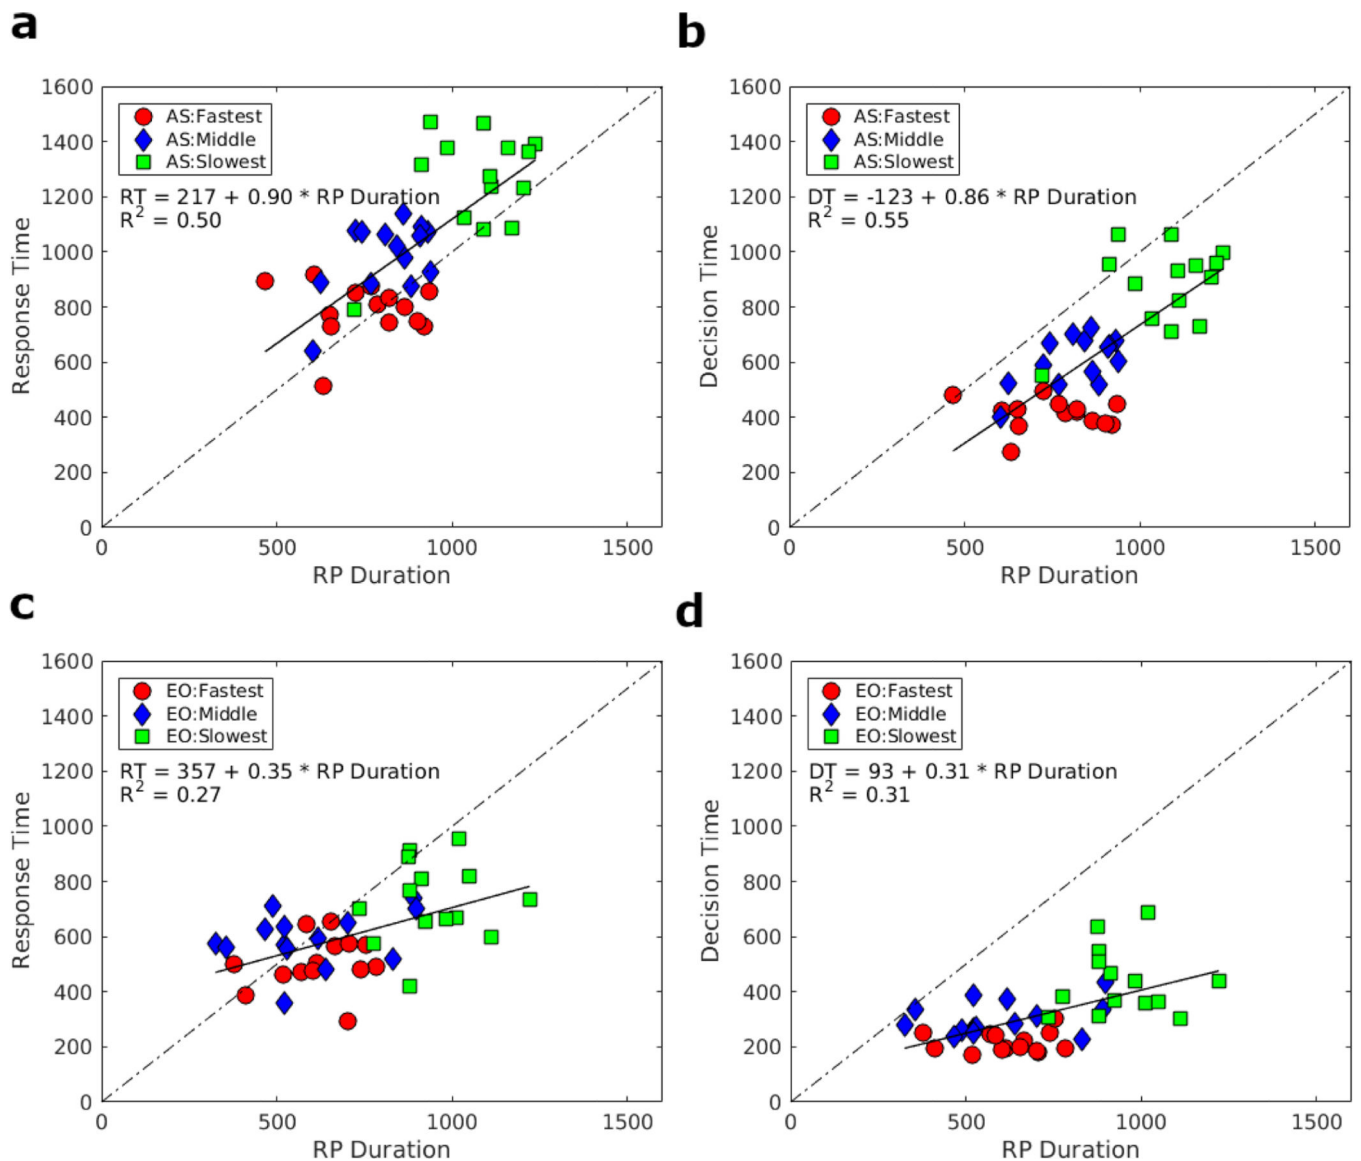 a
1600
1400
1200
1000
800
600
400
200
0
Response Time
AS:Fastest
AS:Middle
AS:Slowest
RT = 217 + 0.90 * RP Duration
R² = 0.50
0 500 1000 1500
RP Duration
b
1600
1400
1200
1000
800
600
400
200
0
Decision Time
AS:Fastest
AS:Middle
AS:Slowest
DT = -123 + 0.86 * RP Duration
R² = 0.55
0 500 1000 1500
RP Duration
c
1600
1400
1200
1000
800
600
400
200
0
Response Time
EO:Fastest
EO:Middle
EO:Slowest
RT = 357 + 0.35 * RP Duration
R² = 0.27
0 500 1000 1500
RP Duration
d
1600
1400
1200
1000
800
600
400
200
0
Decision Time
EO:Fastest
EO:Middle
EO:Slowest
DT = 93 + 0.31 * RP Duration
R² = 0.31
0 500 1000 1500
RP Duration